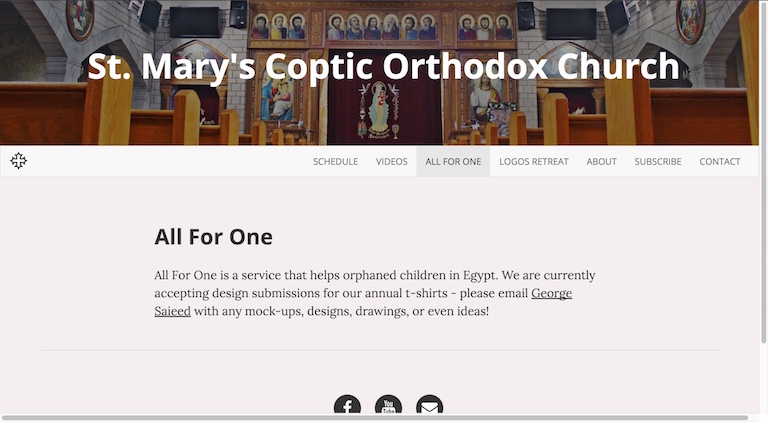 St. Mary's Coptic Orthodox Church
SCHEDULE VIDEOS ALL FOR ONE LOGOS RETREAT ABOUT SUBSCRIBE CONTACT
All For One
All For One is a service that helps orphaned children in Egypt. We are currently
accepting design submissions for our annual t-shirts - please email George
Saieed with any mock-ups, designs, drawings, or even ideas!
You